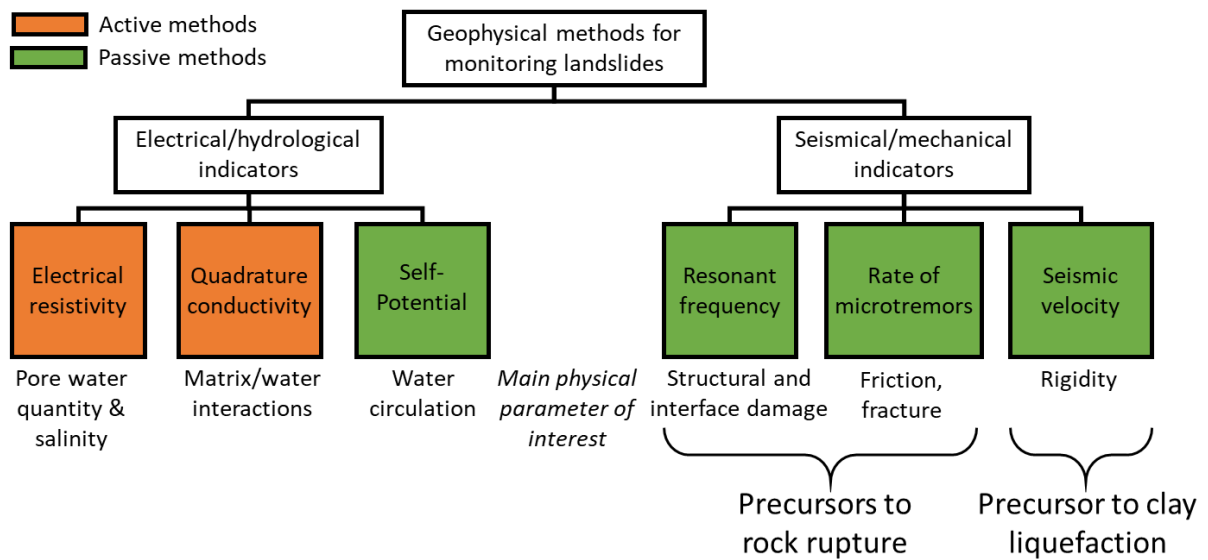 Active methods
Passive methods
Geophysical methods for
monitoring landslides
Electrical/hydrological
indicators
Seismical/mechanical
indicators
Electrical
resistivity
Quadrature
conductivity
Self-
Potential
Resonant
frequency
Rate of
microtremors
Seismic
velocity
Pore water
quantity &
salinity
Matrix/water
interactions
Water
circulation
Main physical
parameter of
interest
Structural and
interface damage
Friction,
fracture
Rigidity
Precursors to
rock rupture
Precursor to clay
liquefaction